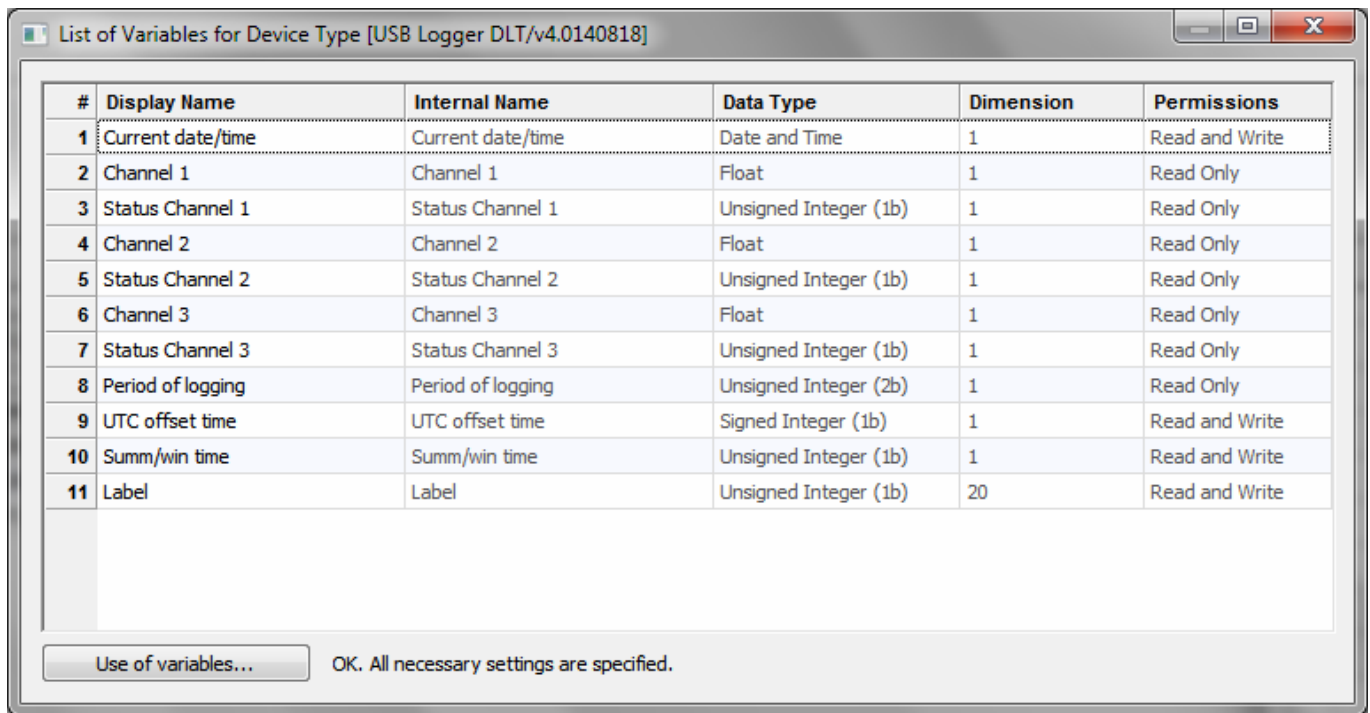 List of Variables for Device Type [USB Logger DLT/v4.0140818]
# Display Name Internal Name Data Type Dimension Permissions
1 Current date/time Current date/time Date and Time 1 Read and Write
2 Channel 1 Channel 1 Float 1 Read Only
3 Status Channel 1 Status Channel 1 Unsigned Integer (1b) 1 Read Only
4 Channel 2 Channel 2 Float 1 Read Only
5 Status Channel 2 Status Channel 2 Unsigned Integer (1b) 1 Read Only
6 Channel 3 Channel 3 Float 1 Read Only
7 Status Channel 3 Status Channel 3 Unsigned Integer (1b) 1 Read Only
8 Period of logging Period of logging Unsigned Integer (2b) 1 Read Only
9 UTC offset time UTC offset time Signed Integer (1b) 1 Read and Write
10 Summ/win time Summ/win time Unsigned Integer (1b) 1 Read and Write
11 Label Label Unsigned Integer (1b) 20 Read and Write
Use of variables... OK. All necessary settings are specified.